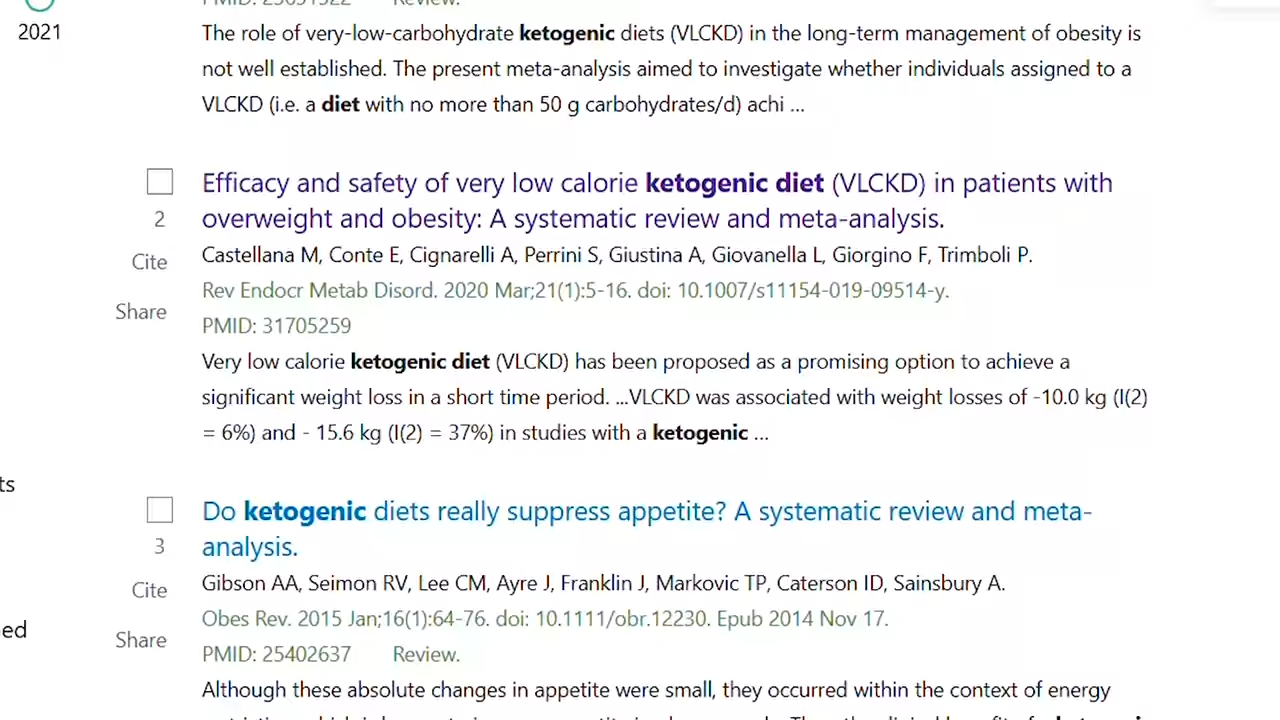 2021
The role of very-low-carbohydrate ketogenic diets (VLCKD) in the long-term management of obesity is
not well established. The present meta-analysis aimed to investigate whether individuals assigned to a
VLCKD (i.e. a diet with no more than 50 g carbohydrates/d) achi ...
Efficacy and safety of very low calorie ketogenic diet (VLCKD) in patients with
2
overweight and obesity: A systematic review and meta-analysis.
Cite
Castellana M, Conte E, Cignarelli A, Perrini S, Giustina A, Giovanella L, Giorgino F, Trimboli P.
Rev Endocr Metab Disord. 2020 Mar;21(1):5-16. doi: 10.1007/s11154-019-09514-y.
Share
PMID: 31705259
Very low calorie ketogenic diet (VLCKD) has been proposed as a promising option to achieve a
significant weight loss in a short time period. ...VLCKD was associated with weight losses of -10.0 kg (I(2)
= 6%) and - 15.6 kg (I(2) = 37%) in studies with a ketogenic ...
ts
Do ketogenic diets really suppress appetite? A systematic review and meta-
3
analysis.
Cite
Gibson AA, Seimon RV, Lee CM, Ayre J, Franklin J, Markovic TP, Caterson ID, Sainsbury A.
Obes Rev. 2015 Jan;16(1):64-76. doi: 10.1111/obr.12230. Epub 2014 Nov 17.
ed
Share
PMID: 25402637 Review.
Although these absolute changes in appetite were small, they occurred within the context of energy